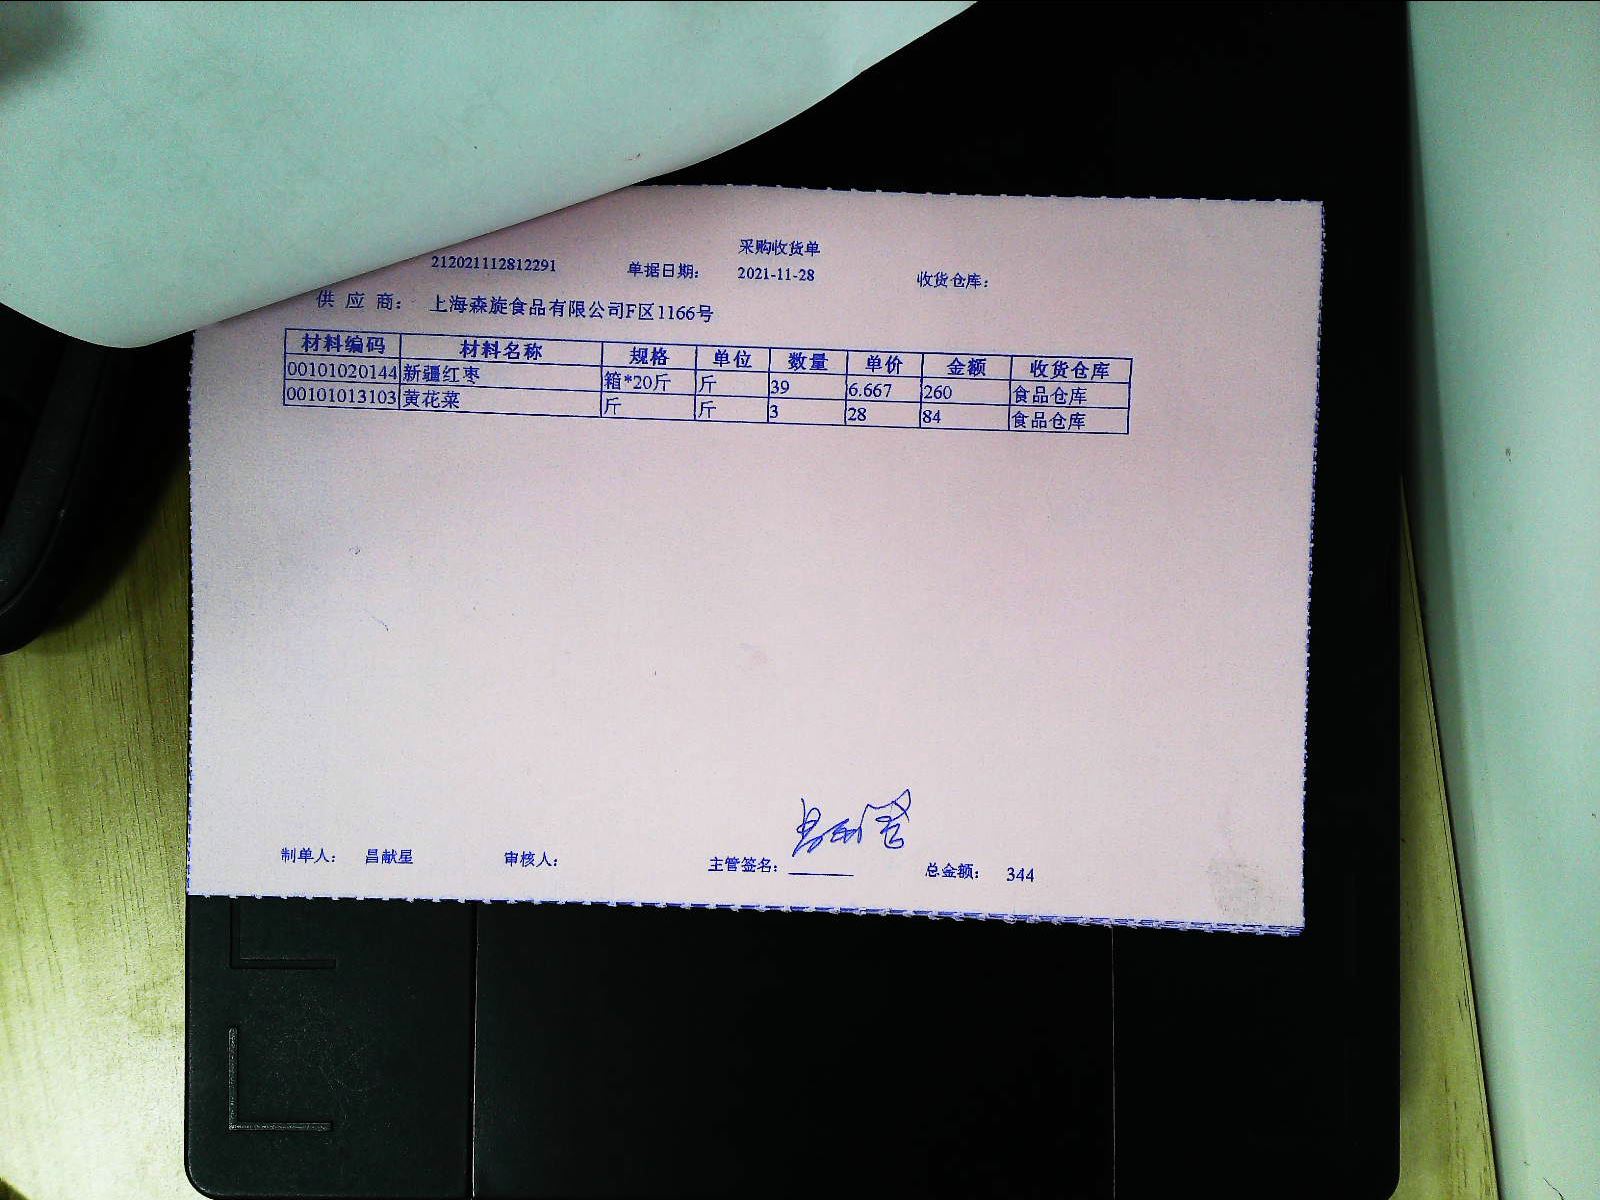 采购收货单
212021112812291 单据日期: 2021-11-28 收货仓库:
供 应 商: 上海森旋食品有限公司F区1166号
材料编码 材料名称 规格 单位 数量 单价 金额 收货仓库
00101020144 新疆红枣 箱*20斤 斤 39 6.667 260 食品仓库
00101013103 黄花菜 斤 斤 3 28 84 食品仓库
制单人: 昌献星 审核人: 主管签名: 总金额: 344